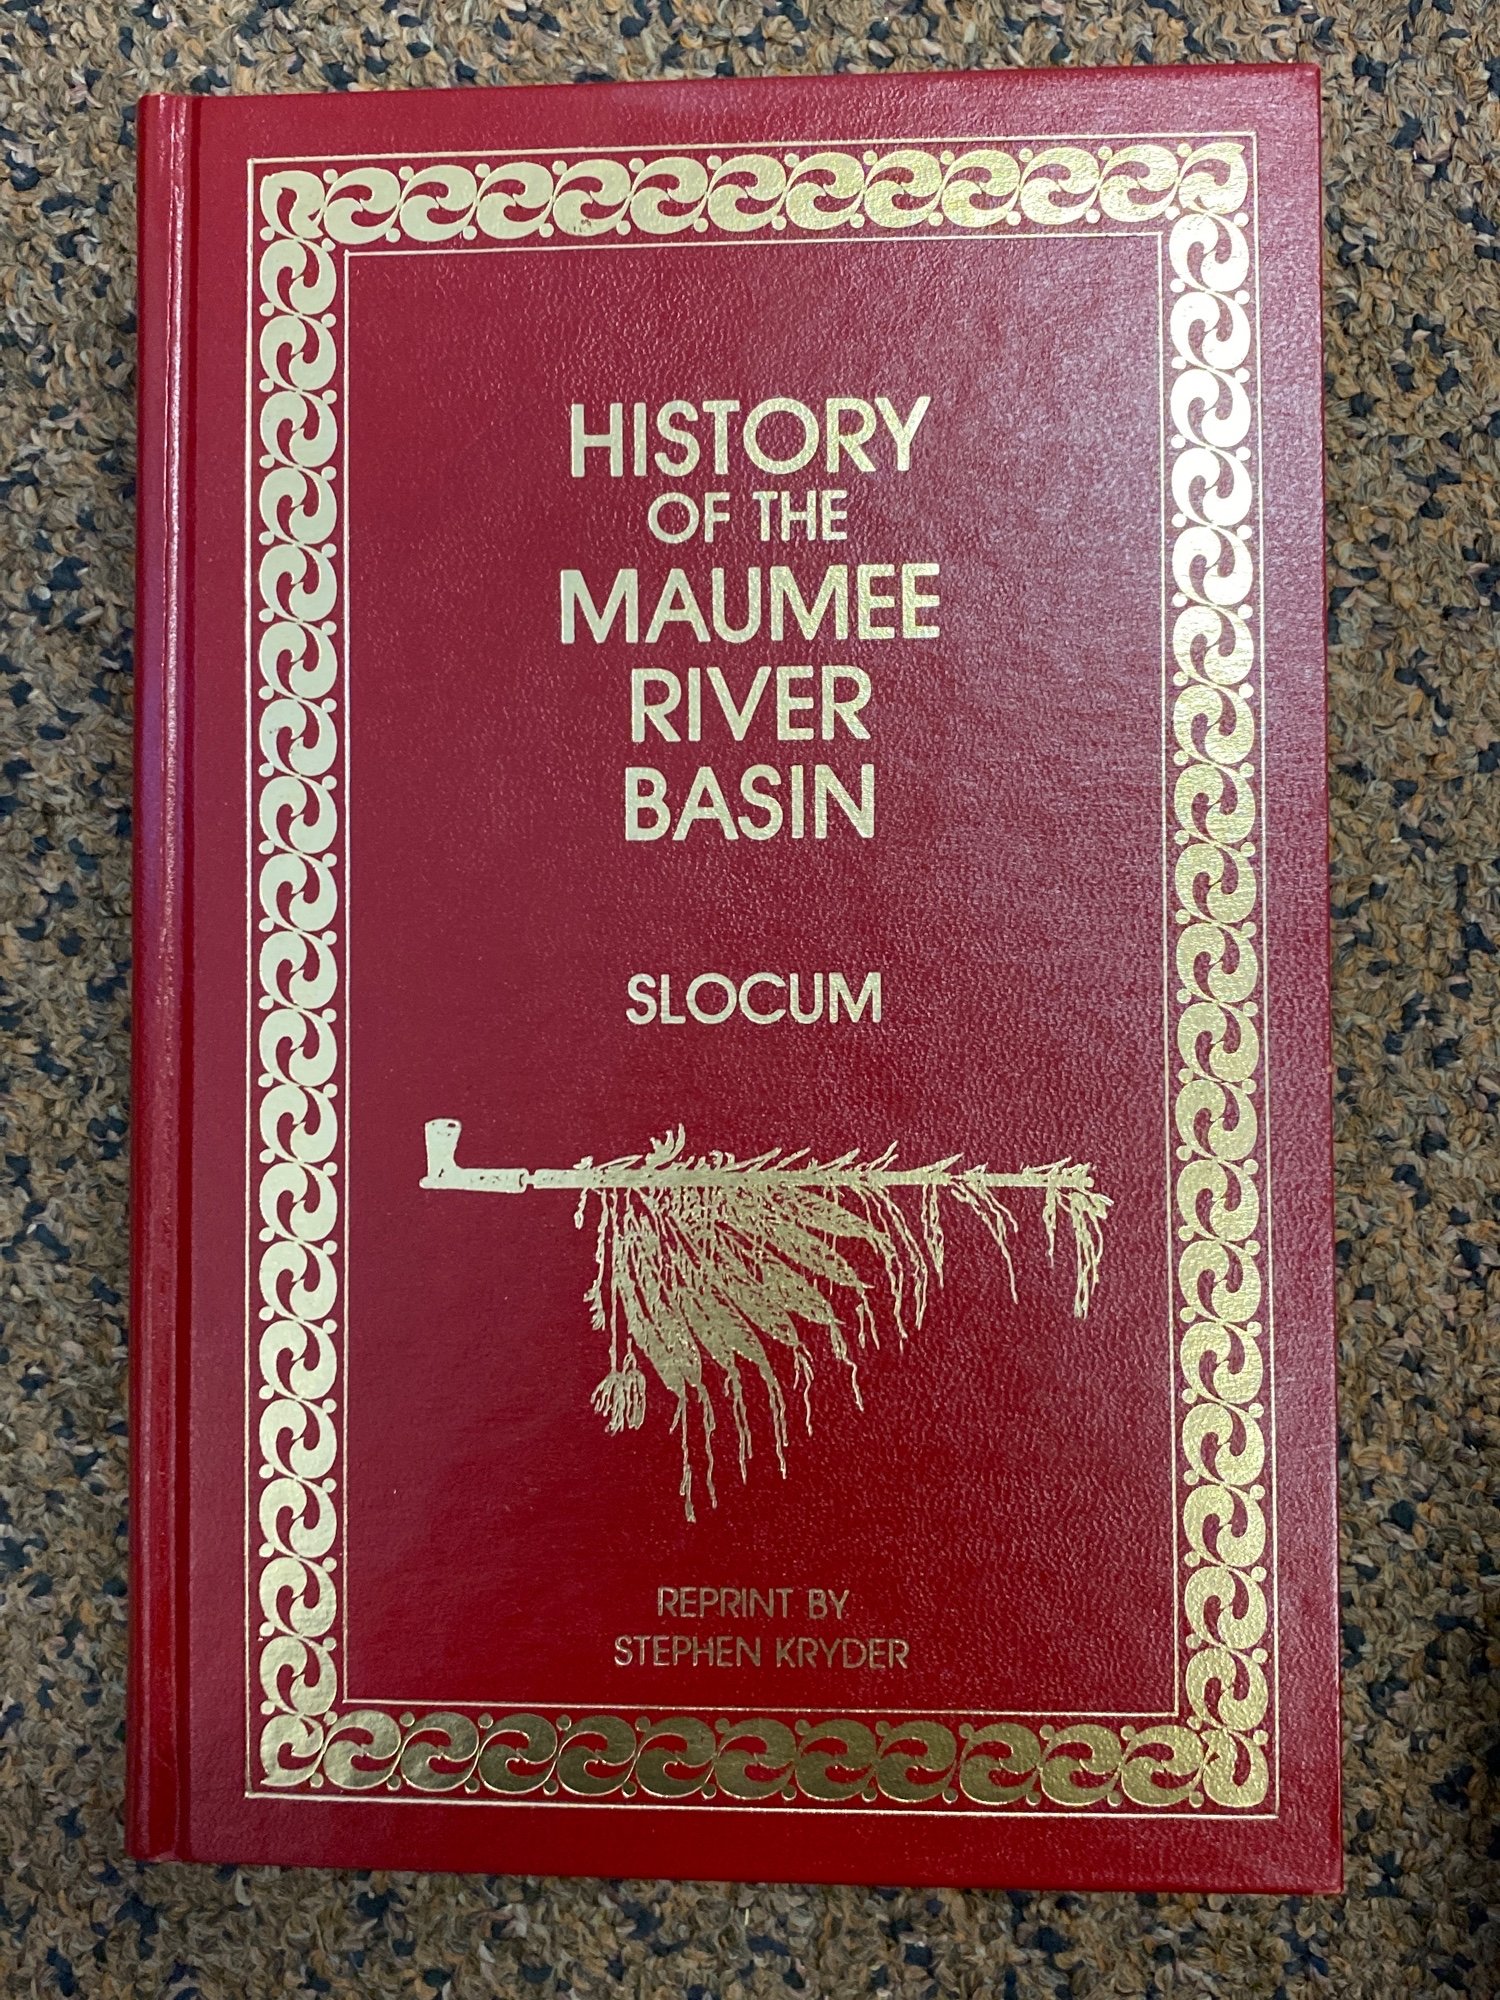 HISTORY
OF THE
MAUMEE
RIVER
BASIN
SLOCUM
REPRINT BY
STEPHEN KRYDER